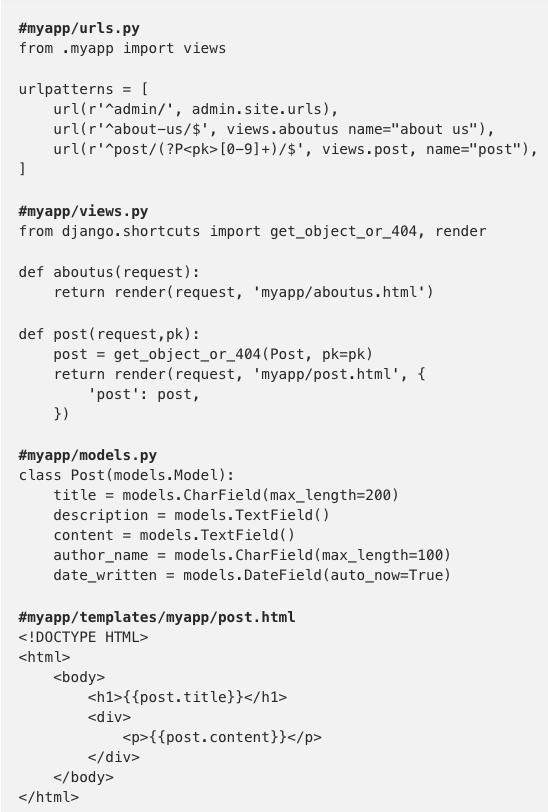 #myapp/urls.py
from .myapp import views
urlpatterns = [
    url(r'^admin/', admin.site.urls),
    url(r'^about-us/$', views.aboutus name="about us"),
    url(r'^post/(?P<pk>[0-9]+)/$', views.post, name="post"),
]
#myapp/views.py
from django.shortcuts import get_object_or_404, render
def aboutus(request):
    return render(request, 'myapp/aboutus.html')
def post(request,pk):
    post = get_object_or_404(Post, pk=pk)
    return render(request, 'myapp/post.html', {
        'post': post,
    })
#myapp/models.py
class Post(models.Model):
    title = models.CharField(max_length=200)
    description = models.TextField()
    content = models.TextField()
    author_name = models.CharField(max_length=100)
    date_written = models.DateField(auto_now=True)
#myapp/templates/myapp/post.html
<!DOCTYPE HTML>
<html>
    <body>
        <h1>{{post.title}}</h1>
        <div>
            <p>{{post.content}}</p>
        </div>
    </body>
</html>